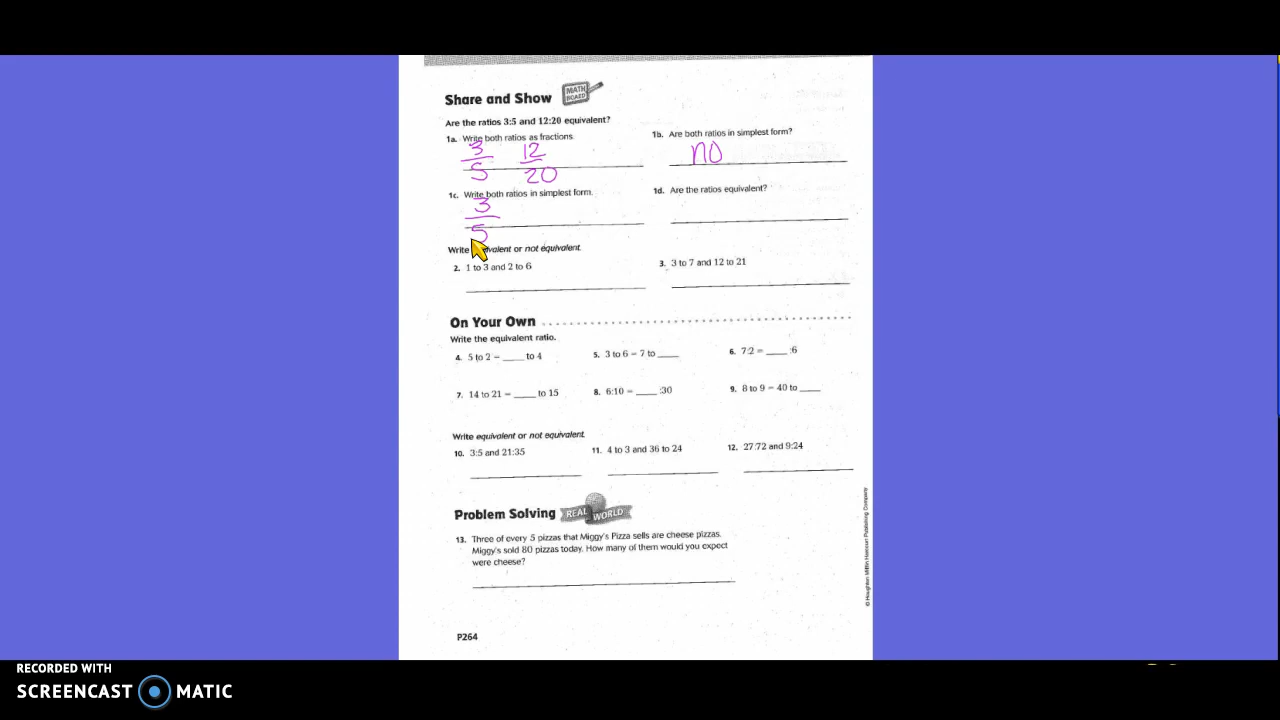 Share and Show MATH BOARD
Are the ratios 3:5 and 12:20 equivalent?
1a. Write both ratios as fractions.
3/5 12/20
1b. Are both ratios in simplest form?
no
1c. Write both ratios in simplest form.
3/5
1d. Are the ratios equivalent?
Write equivalent or not equivalent.
2. 1 to 3 and 2 to 6
3. 3 to 7 and 12 to 21
On Your Own
Write the equivalent ratio.
4. 5 to 2 = ____ to 4
5. 3 to 6 = 7 to ____
6. 7:2 = ____ :6
7. 14 to 21 = ____ to 15
8. 6:10 = ____ :30
9. 8 to 9 = 40 to ____
Write equivalent or not equivalent.
10. 3:5 and 21:35
11. 4 to 3 and 36 to 24
12. 27:72 and 9:24
Problem Solving REAL WORLD
13. Three of every 5 pizzas that Miggy's Pizza sells are cheese pizzas.
Miggy's sold 80 pizzas today. How many of them would you expect
were cheese?
© Houghton Mifflin Harcourt Publishing Company
P264
RECORDED WITH
SCREENCAST MATIC